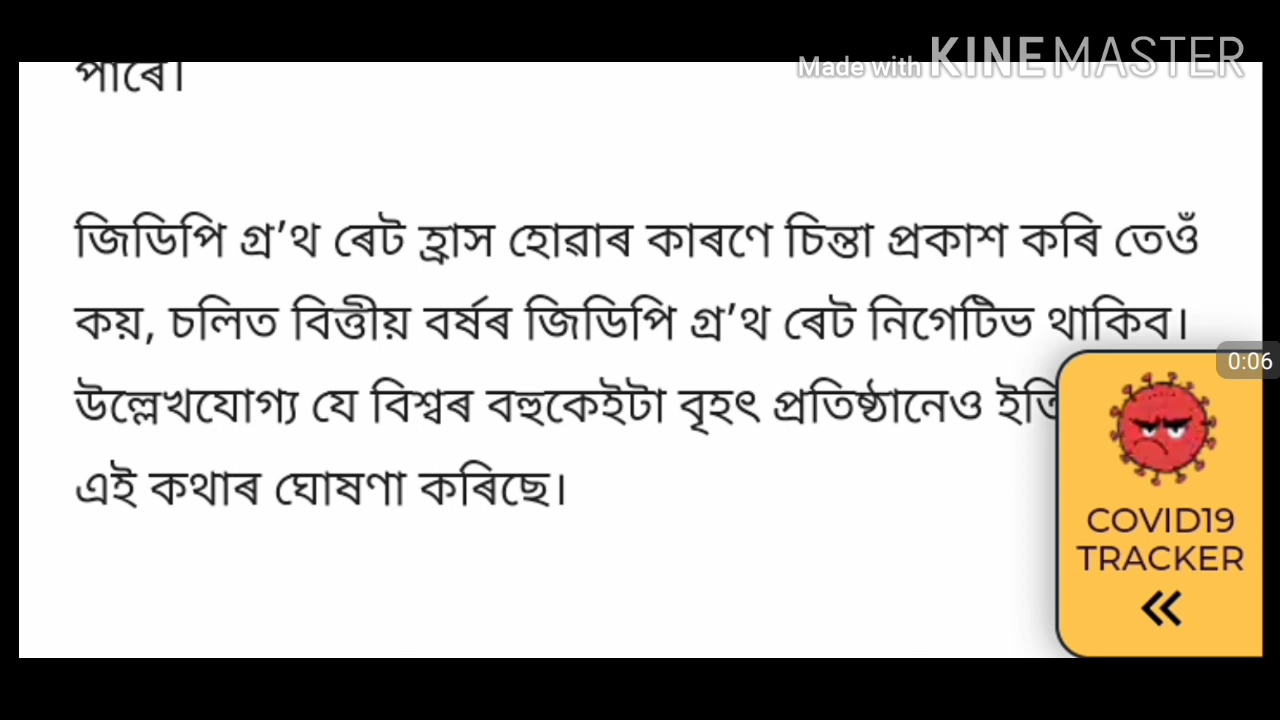 পাৰে।
Made with KINEMASTER
জিডিপি গ্ৰ’থ ৰেট হ্ৰাস হোৱাৰ কাৰণে চিন্তা প্ৰকাশ কৰি তেওঁ
কয়, চলিত বিত্তীয় বৰ্ষৰ জিডিপি গ্ৰ’থ ৰেট নিগেটিভ থাকিব।
0:06
উল্লেখযোগ্য যে বিশ্বৰ বহুকেইটা বৃহৎ প্ৰতিষ্ঠানেও
এই কথাৰ ঘোষণা কৰিছে।
COVID19
TRACKER